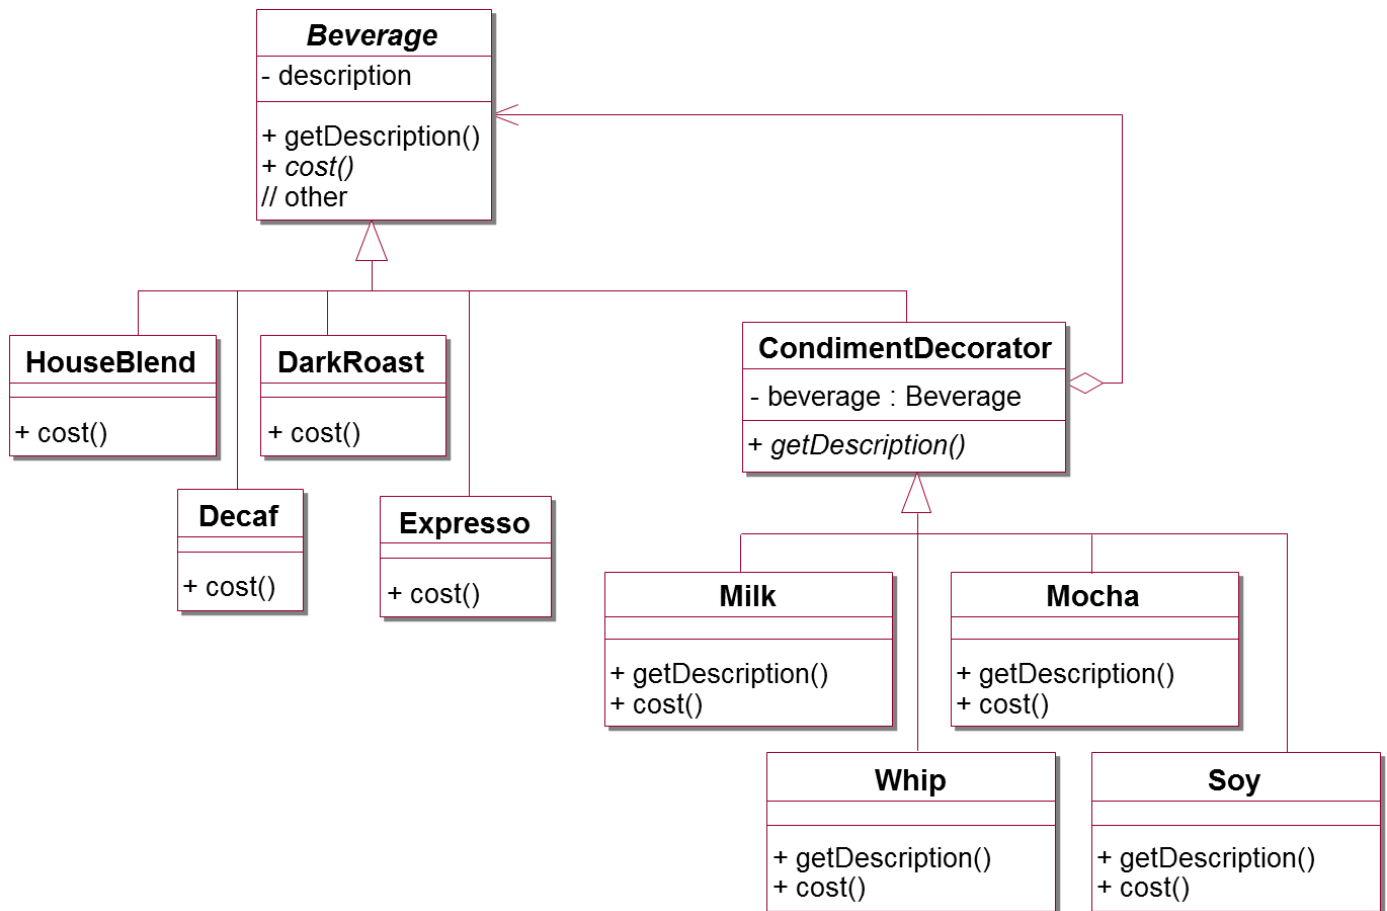 Beverage
- description
+ getDescription()
+ cost()
// other
HouseBlend
+ cost()
DarkRoast
+ cost()
CondimentDecorator
- beverage : Beverage
+ getDescription()
Decaf
+ cost()
Expresso
+ cost()
Milk
+ getDescription()
+ cost()
Mocha
+ getDescription()
+ cost()
Whip
+ getDescription()
+ cost()
Soy
+ getDescription()
+ cost()